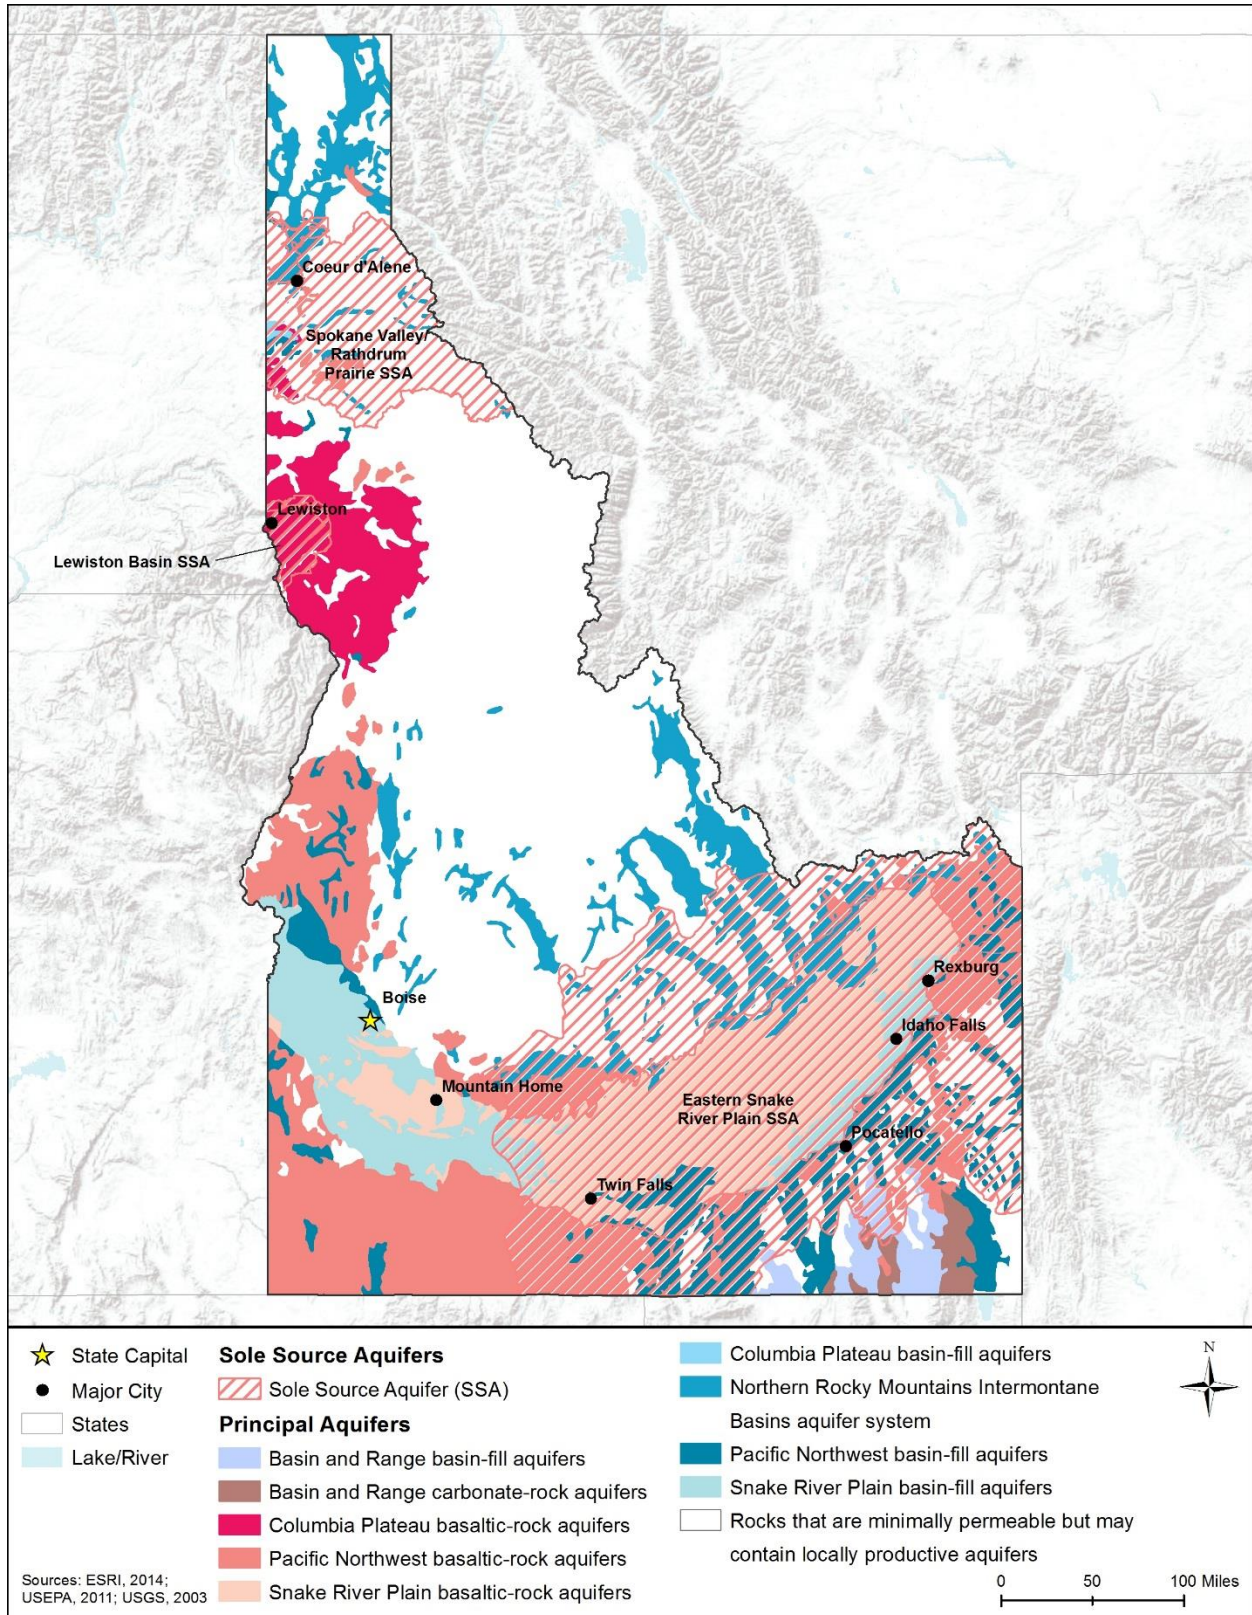 Coeur d'Alene
Spokane Valley/
Rathdrum
Prairie SSA
Lewiston
Lewiston Basin SSA
Boise
Rexburg
Idaho Falls
Mountain Home
Eastern Snake
River Plain SSA
Pocatello
Twin Falls
State Capital
Major City
States
Lake/River
Sources: ESRI, 2014;
USEPA, 2011; USGS, 2003
Sole Source Aquifers
Sole Source Aquifer (SSA)
Principal Aquifers
Basin and Range basin-fill aquifers
Basin and Range carbonate-rock aquifers
Columbia Plateau basaltic-rock aquifers
Pacific Northwest basaltic-rock aquifers
Snake River Plain basaltic-rock aquifers
Columbia Plateau basin-fill aquifers
Northern Rocky Mountains Intermontane
Basins aquifer system
Pacific Northwest basin-fill aquifers
Snake River Plain basin-fill aquifers
Rocks that are minimally permeable but may
contain locally productive aquifers
N
0 50 100 Miles